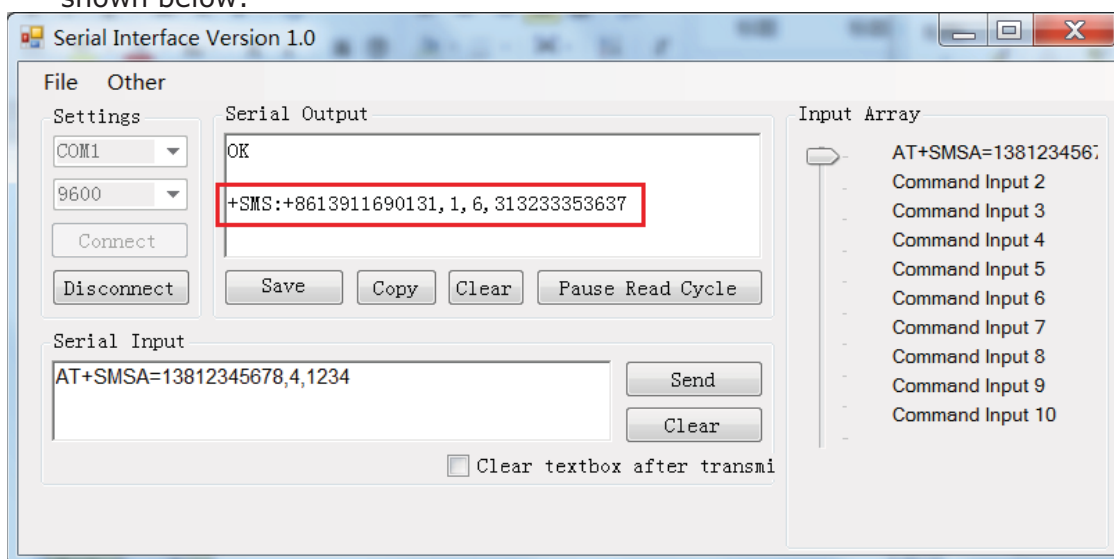 shown below:
Serial Interface Version 1.0
File Other
Settings
COM1
9600
Connect
Disconnect
Serial Output
OK
+SMS:+8613911690131,1,6,313233353637
Save Copy Clear Pause Read Cycle
Serial Input
AT+SMSA=13812345678,4,1234
Send
Clear
Clear textbox after transmi
Input Array
AT+SMSA=1381234567
Command Input 2
Command Input 3
Command Input 4
Command Input 5
Command Input 6
Command Input 7
Command Input 8
Command Input 9
Command Input 10